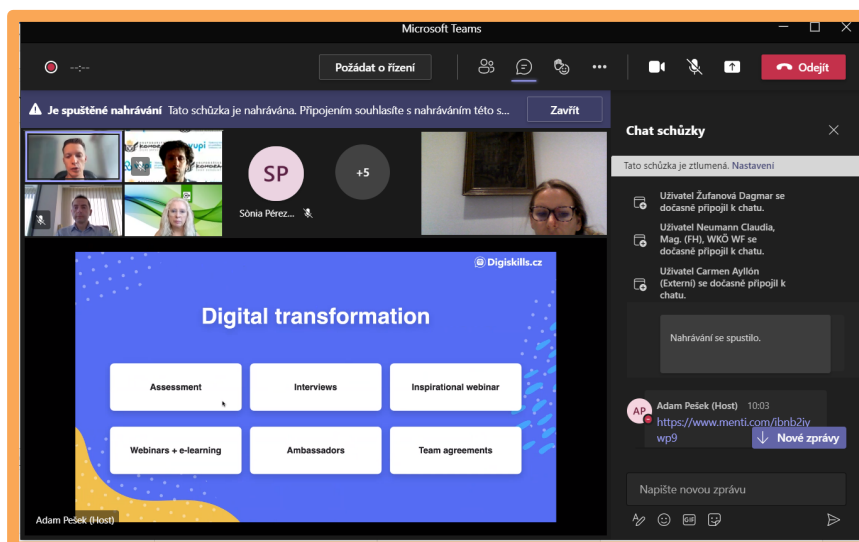 Microsoft Teams
--:--
Požádat o řízení
Odejít
Je spuštěné nahrávání Tato schůzka je nahrávána. Připojením souhlasíte s nahráváním této s...
Zavřít
SP
+5
Sònia Pérez...
Digiskills.cz
Digital transformation
Assessment
Interviews
Inspirational webinar
Webinars + e-learning
Ambassadors
Team agreements
Adam Pešek (Host)
Chat schůzky
Tato schůzka je ztlumená. Nastavení
Uživatel Žufanová Dagmar se
dočasně připojil k chatu.
Uživatel Neumann Claudia,
Mag. (FH), WKÖ WF se
dočasně připojil k chatu.
Uživatel Carmen Ayllón
(Externí) se dočasně připojil k
chatu.
Nahrávání se spustilo.
AP
Adam Pešek (Host) 10:03
https://www.menti.com/ibnb2iy
wp9
Nové zprávy
Napište novou zprávu
GIF